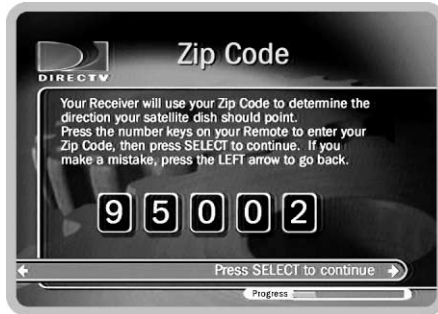 Zip Code
DIRECTV
Your Receiver will use your Zip Code to determine the
direction your satellite dish should point.
Press the number keys on your Remote to enter your
Zip Code, then press SELECT to continue. If you
make a mistake, press the LEFT arrow to go back.
9 5 0 0 2
Press SELECT to continue
Progress